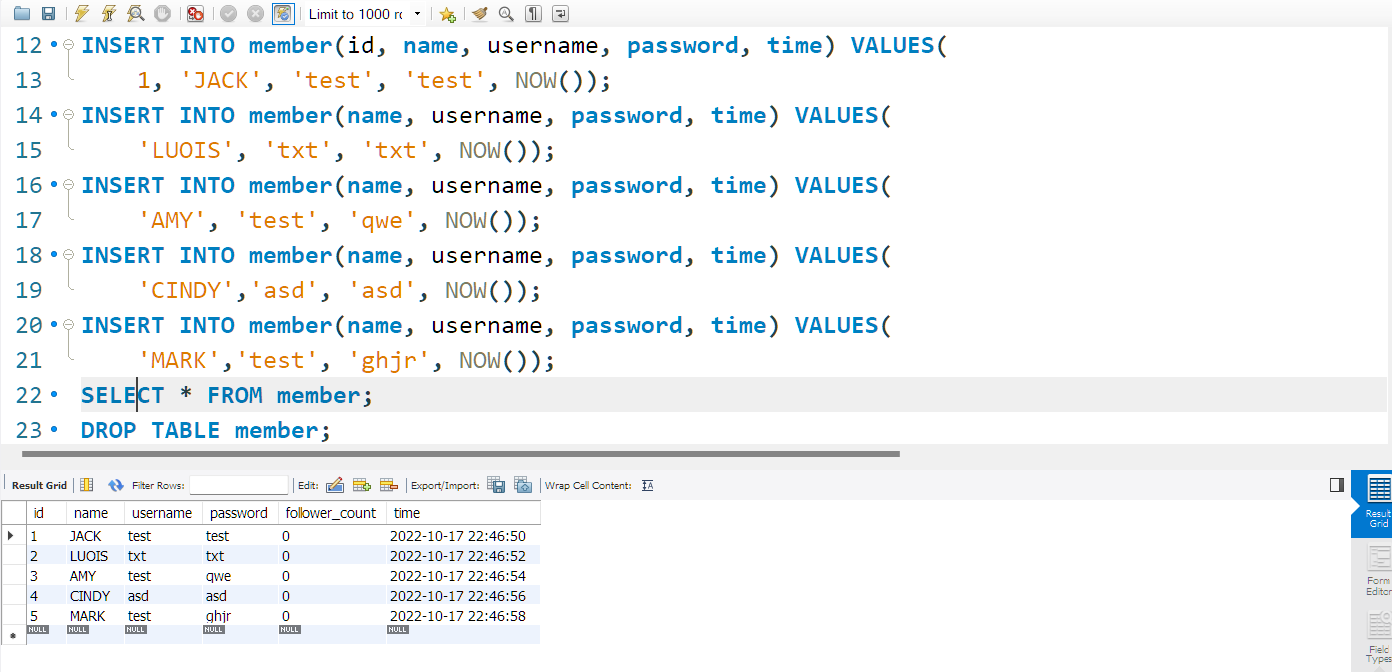 Limit to 1000 rc
12 INSERT INTO member(id, name, username, password, time) VALUES(
13 1, 'JACK', 'test', 'test', NOW());
14 INSERT INTO member(name, username, password, time) VALUES(
15 'LUOIS', 'txt', 'txt', NOW());
16 INSERT INTO member(name, username, password, time) VALUES(
17 'AMY', 'test', 'qwe', NOW());
18 INSERT INTO member(name, username, password, time) VALUES(
19 'CINDY','asd', 'asd', NOW());
20 INSERT INTO member(name, username, password, time) VALUES(
21 'MARK','test', 'ghjr', NOW());
22 SELECT * FROM member;
23 DROP TABLE member;
Result Grid Filter Rows: Edit: Export/Import: Wrap Cell Content: IA
id name username password follower_count time
1 JACK test test 0 2022-10-17 22:46:50
2 LUOIS txt txt 0 2022-10-17 22:46:52
3 AMY test qwe 0 2022-10-17 22:46:54
4 CINDY asd asd 0 2022-10-17 22:46:56
5 MARK test ghjr 0 2022-10-17 22:46:58
* NULL NULL NULL NULL NULL NULL
Result
Grid
Form
Editor
Field
Types